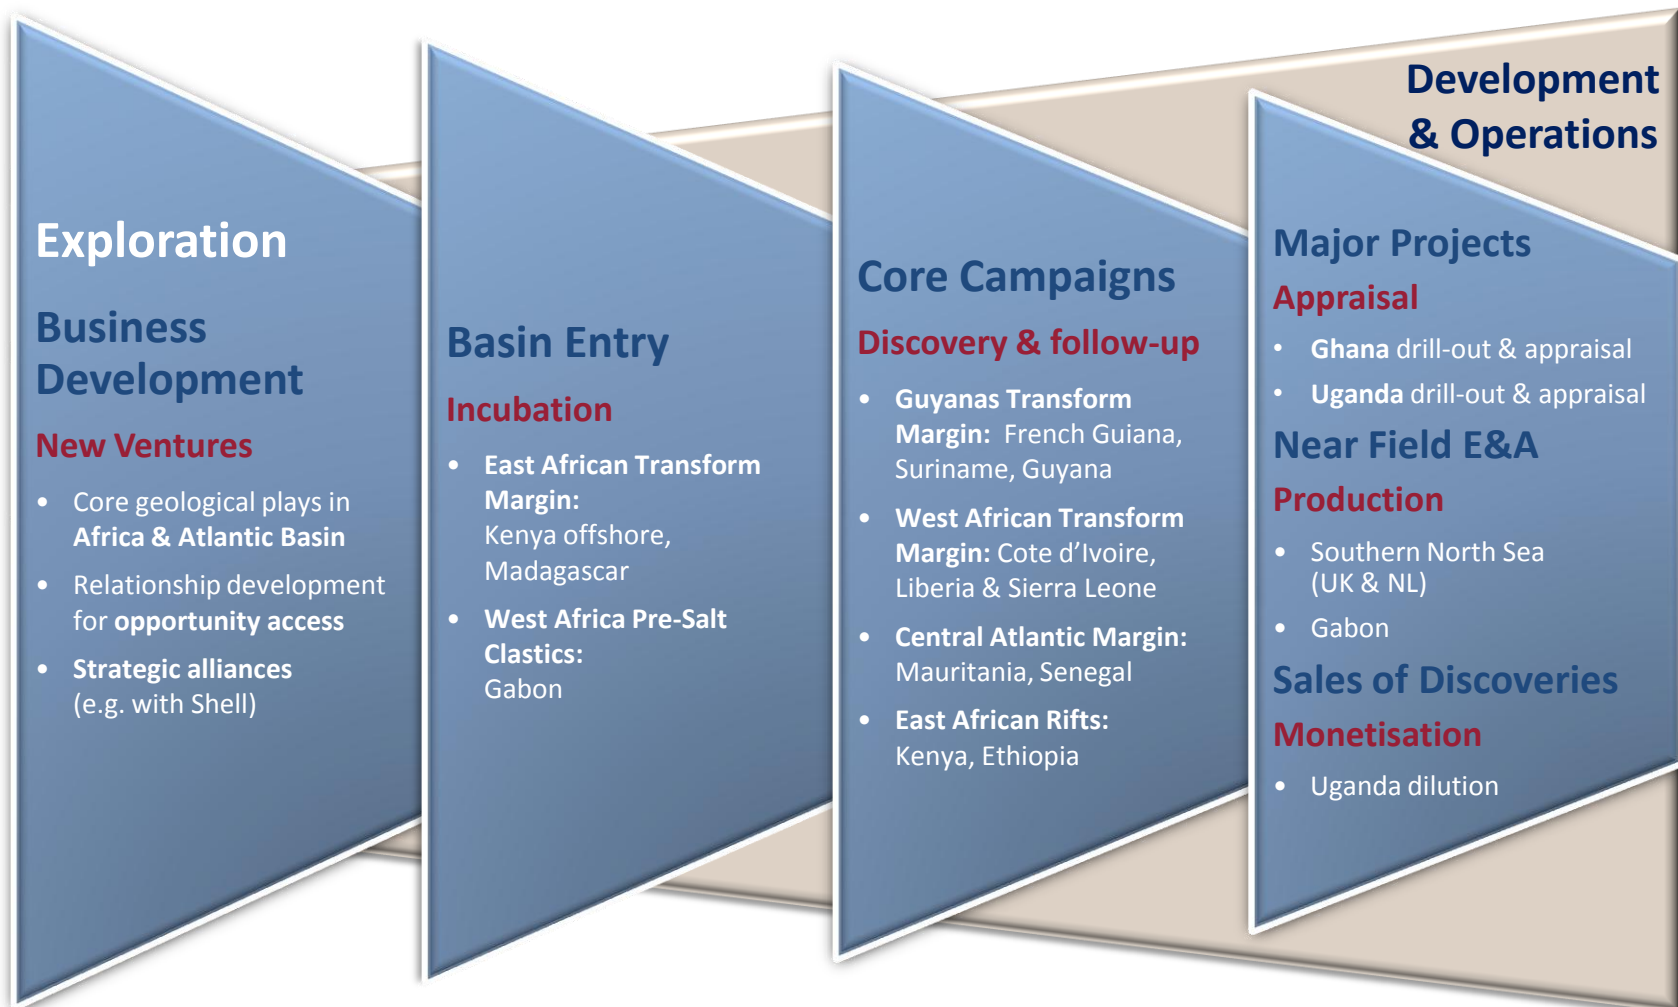 Exploration
Business
Development
New Ventures
• Core geological plays in
Africa & Atlantic Basin
• Relationship development
for opportunity access
• Strategic alliances
(e.g. with Shell)
Basin Entry
Incubation
• East African Transform
Margin:
Kenya offshore,
Madagascar
• West Africa Pre-Salt
Clastics:
Gabon
Core Campaigns
Discovery & follow-up
• Guyanas Transform
Margin: French Guiana,
Suriname, Guyana
• West African Transform
Margin: Cote d’Ivoire,
Liberia & Sierra Leone
• Central Atlantic Margin:
Mauritania, Senegal
• East African Rifts:
Kenya, Ethiopia
Development
& Operations
Major Projects
Appraisal
• Ghana drill-out & appraisal
• Uganda drill-out & appraisal
Near Field E&A
Production
• Southern North Sea
(UK & NL)
• Gabon
Sales of Discoveries
Monetisation
• Uganda dilution